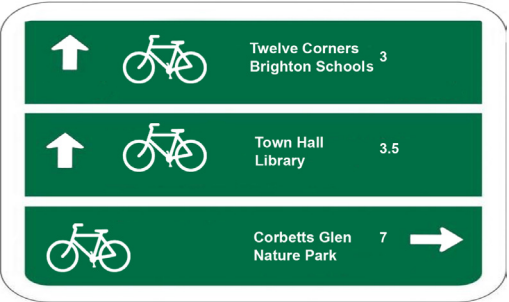 Twelve Corners
Brighton Schools 3
Town Hall 3.5
Library
Corbetts Glen 7
Nature Park